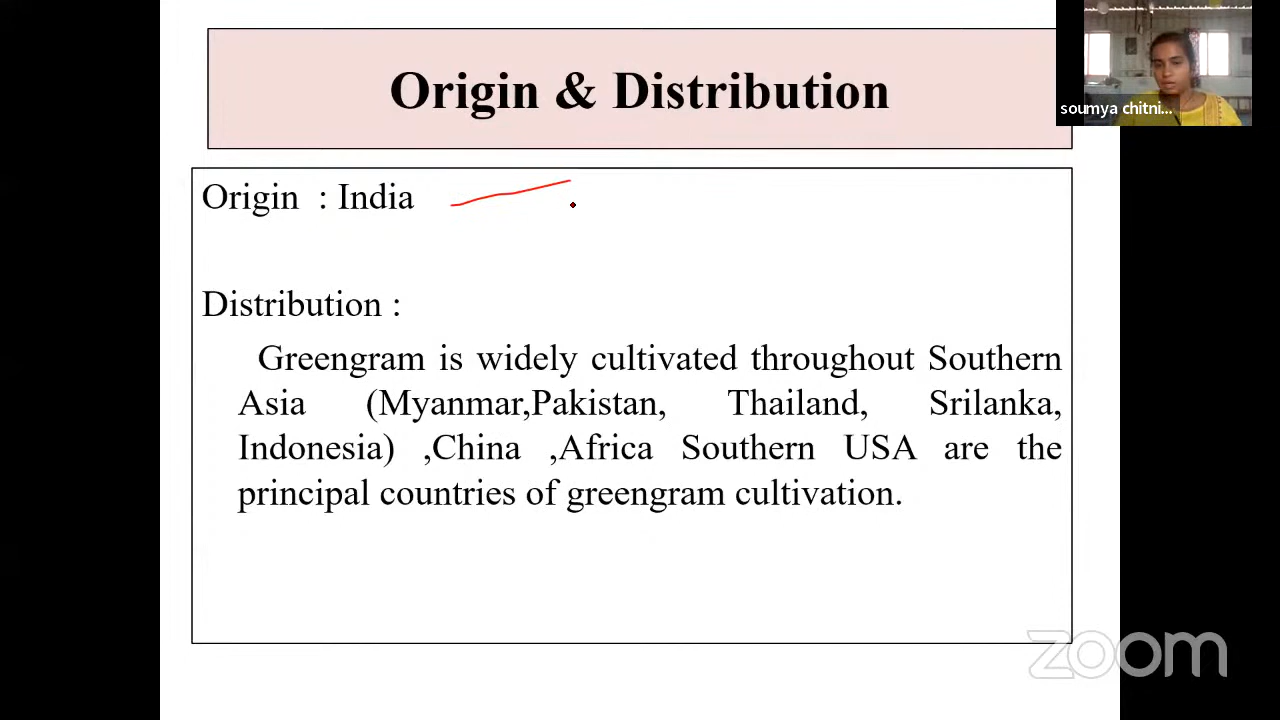 Origin & Distribution
soumya chitni...
Origin : India
Distribution :
Greengram is widely cultivated throughout Southern
Asia (Myanmar,Pakistan, Thailand, Srilanka,
Indonesia) ,China ,Africa Southern USA are the
principal countries of greengram cultivation.
zoom